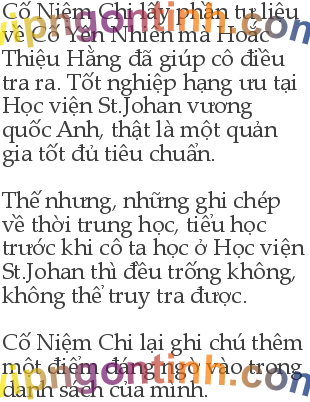 Cố Niệm Chi lấy phần tư liệu
về Cố Yên Nhiên mà Hoắc
Thiệu Hằng đã giúp cô điều
tra ra. Tốt nghiệp hạng ưu tại
Học viện St.Johan vương
quốc Anh, thật là một quản
gia tốt đủ tiêu chuẩn.
Thế nhưng, những ghi chép
về thời trung học, tiểu học
trước khi cô ta học ở Học viện
St.Johan thì đều trống không,
không thể truy tra được.
Cố Niệm Chi lại ghi chú thêm
một điểm đáng ngờ vào trong
danh sách của mình.
vipngontinh.com
vipngontinh.com